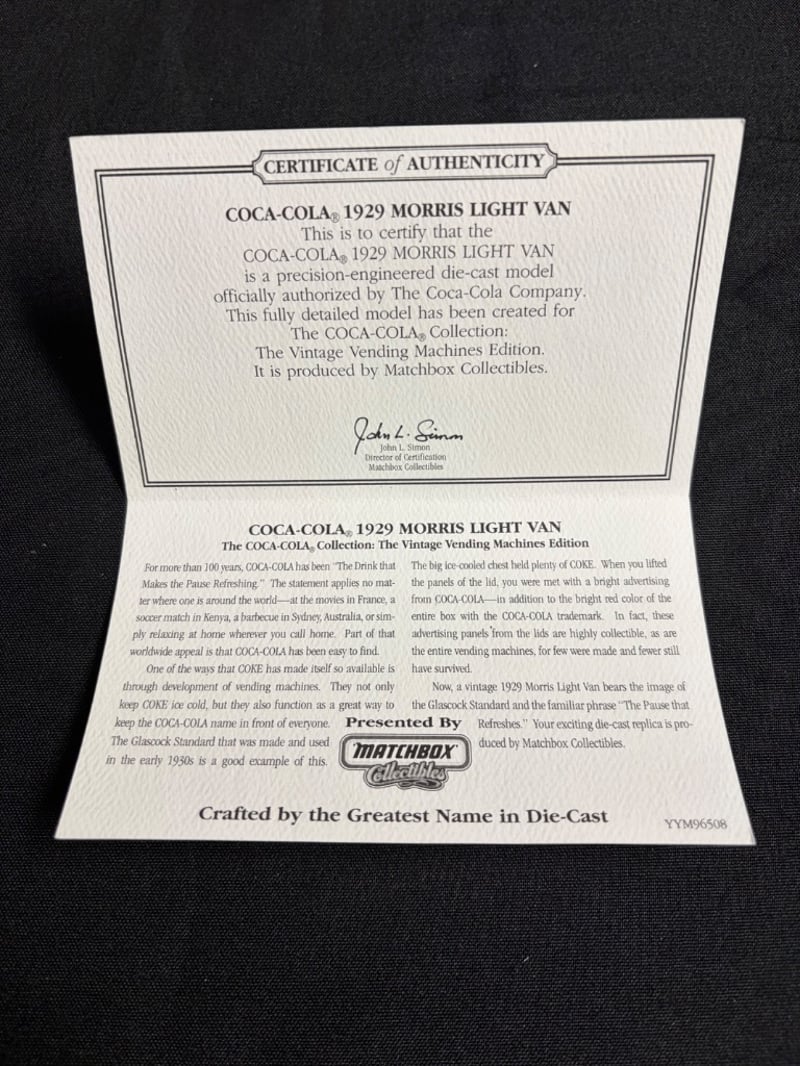 CERTIFICATE of AUTHENTICITY
COCA-COLA® 1929 MORRIS LIGHT VAN
This is to certify that the
COCA-COLA® 1929 MORRIS LIGHT VAN
is a precision-engineered die-cast model
officially authorized by The Coca-Cola Company.
This fully detailed model has been created for
The COCA-COLA® Collection:
The Vintage Vending Machines Edition.
It is produced by Matchbox Collectibles.
John L. Simon
John L. Simon
Director of Certification
Matchbox Collectibles
COCA-COLA® 1929 MORRIS LIGHT VAN
The COCA-COLA® Collection: The Vintage Vending Machines Edition
For more than 100 years, COCA-COLA has been "The Drink that
Makes the Pause Refreshing." The statement applies no mat-
ter where one is around the world—at the movies in France, a
soccer match in Kenya, a barbecue in Sydney, Australia, or sim-
ply relaxing at home wherever you call home. Part of that
worldwide appeal is that COCA-COLA has been easy to find.
One of the ways that COKE has made itself so available is
through development of vending machines. They not only
keep COKE ice cold, but they also function as a great way to
keep the COCA-COLA name in front of everyone.
The Glascock Standard that was made and used
in the early 1930s is a good example of this.
The big ice-cooled chest held plenty of COKE. When you lifted
the panels of the lid, you were met with a bright advertising
from COCA-COLA—in addition to the bright red color of the
entire box with the COCA-COLA trademark. In fact, these
advertising panels from the lids are highly collectible, as are
the entire vending machines, for few were made and fewer still
have survived.
Now, a vintage 1929 Morris Light Van bears the image of
the Glascock Standard and the familiar phrase "The Pause that
Refreshes." Your exciting die-cast replica is pro-
duced by Matchbox Collectibles.
Presented By
MATCHBOX
Collectibles
Crafted by the Greatest Name in Die-Cast
YYM96508